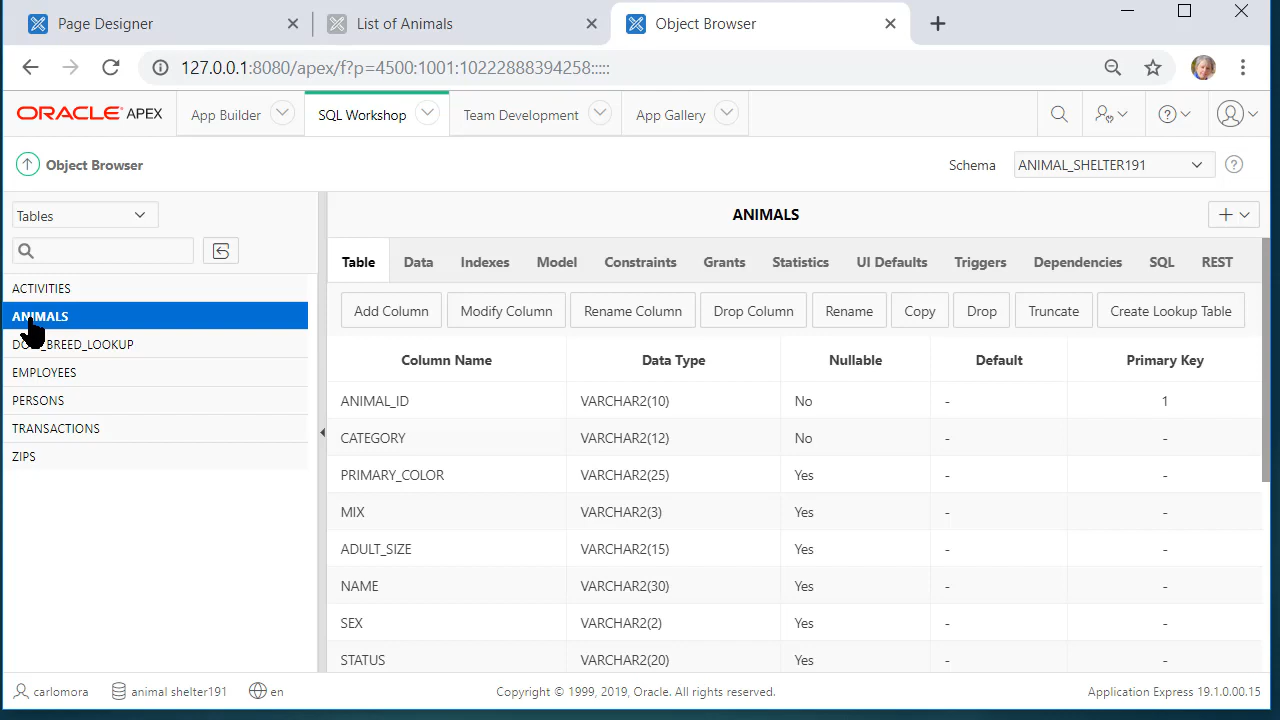 Page Designer
List of Animals
Object Browser
127.0.0.1:8080/apex/f?p=4500:1001:10222888394258:::::
ORACLE APEX
App Builder
SQL Workshop
Team Development
App Gallery
Object Browser
Schema
ANIMAL_SHELTER191
Tables
ANIMALS
Table Data Indexes Model Constraints Grants Statistics UI Defaults Triggers Dependencies SQL REST
ACTIVITIES
ANIMALS
EMPLOYEES
PERSONS
TRANSACTIONS
ZIPS
Add Column Modify Column Rename Column Drop Column Rename Copy Drop Truncate Create Lookup Table
Column Name Data Type Nullable Default Primary Key
ANIMAL_ID VARCHAR2(10) No - 1
CATEGORY VARCHAR2(12) No - -
PRIMARY_COLOR VARCHAR2(25) Yes - -
MIX VARCHAR2(3) Yes - -
ADULT_SIZE VARCHAR2(15) Yes - -
NAME VARCHAR2(30) Yes - -
SEX VARCHAR2(2) Yes - -
STATUS VARCHAR2(20) Yes - -
carlomora animal shelter191 en
Copyright © 1999, 2019, Oracle. All rights reserved.
Application Express 19.1.0.00.15